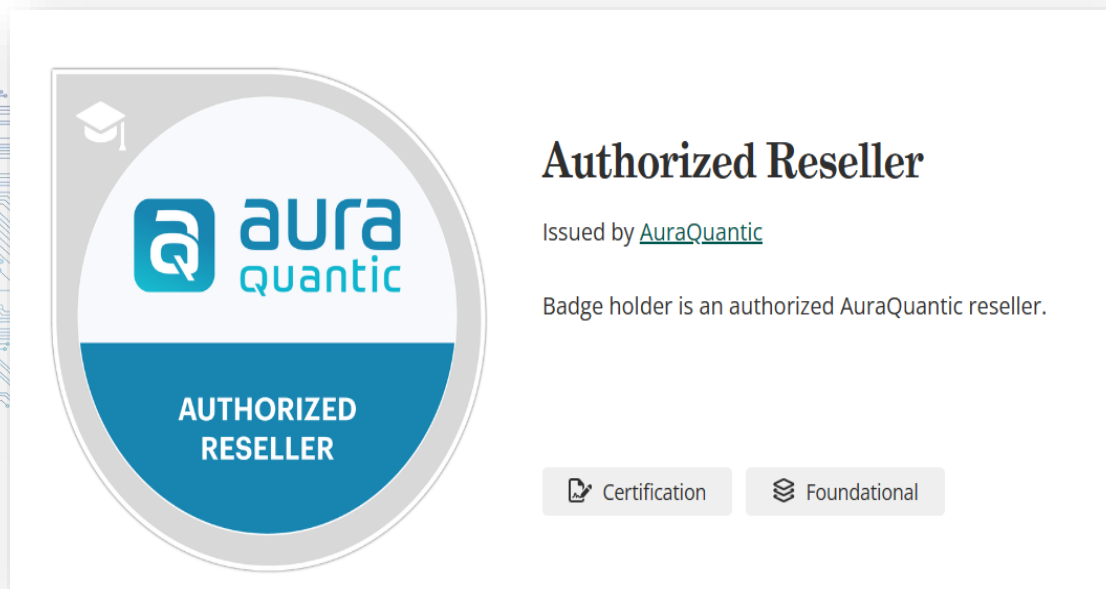 aura
quantic
AUTHORIZED
RESELLER
Authorized Reseller
Issued by AuraQuantic
Badge holder is an authorized AuraQuantic reseller.
Certification
Foundational